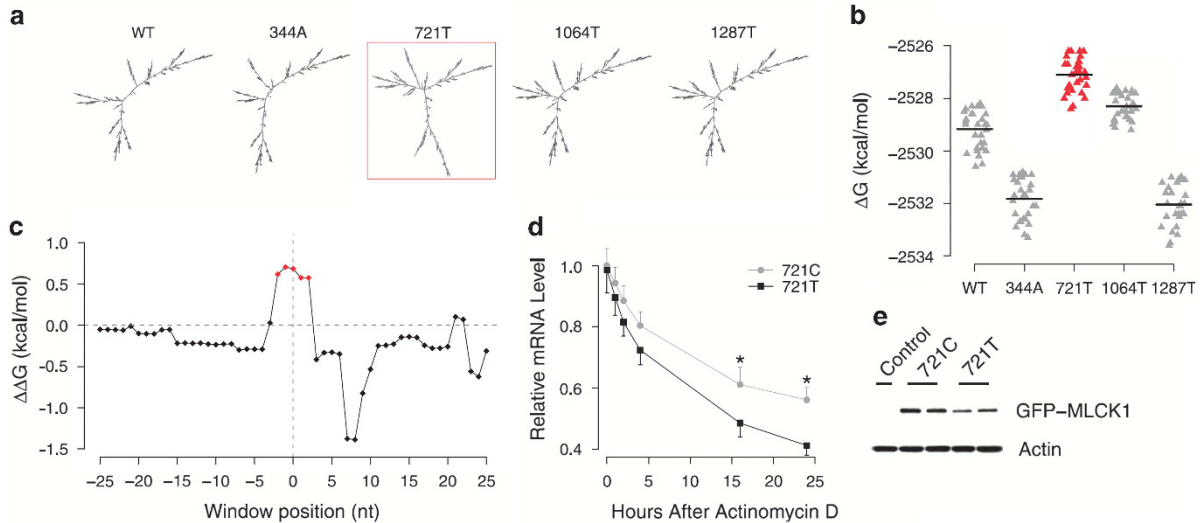 a
WT 344A 721T 1064T 1287T
b
−2526
−2528
−2530
−2532
−2534
ΔG (kcal/mol)
WT 344A 721T 1064T 1287T
c
1.0
0.5
0.0
−0.5
−1.0
−1.5
ΔΔG (kcal/mol)
−25 −20 −15 −10 −5 0 5 10 15 20 25
Window position (nt)
d
1.0
0.8
0.6
0.4
Relative mRNA Level
721C
721T
* *
0 5 10 15 20 25
Hours After Actinomycin D
e
Control 721C 721T
GFP−MLCK1
Actin